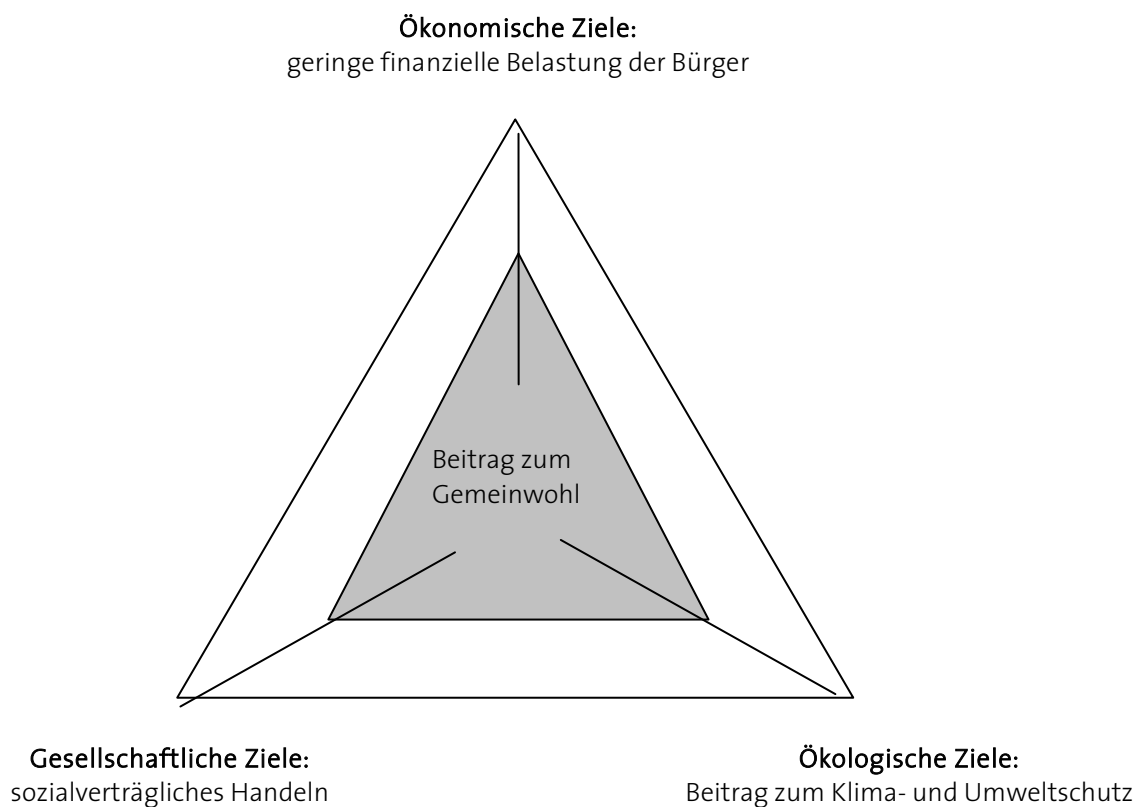 Ökonomische Ziele:
geringe finanzielle Belastung der Bürger
Beitrag zum
Gemeinwohl
Gesellschaftliche Ziele:
sozialverträgliches Handeln
Ökologische Ziele:
Beitrag zum Klima- und Umweltschutz